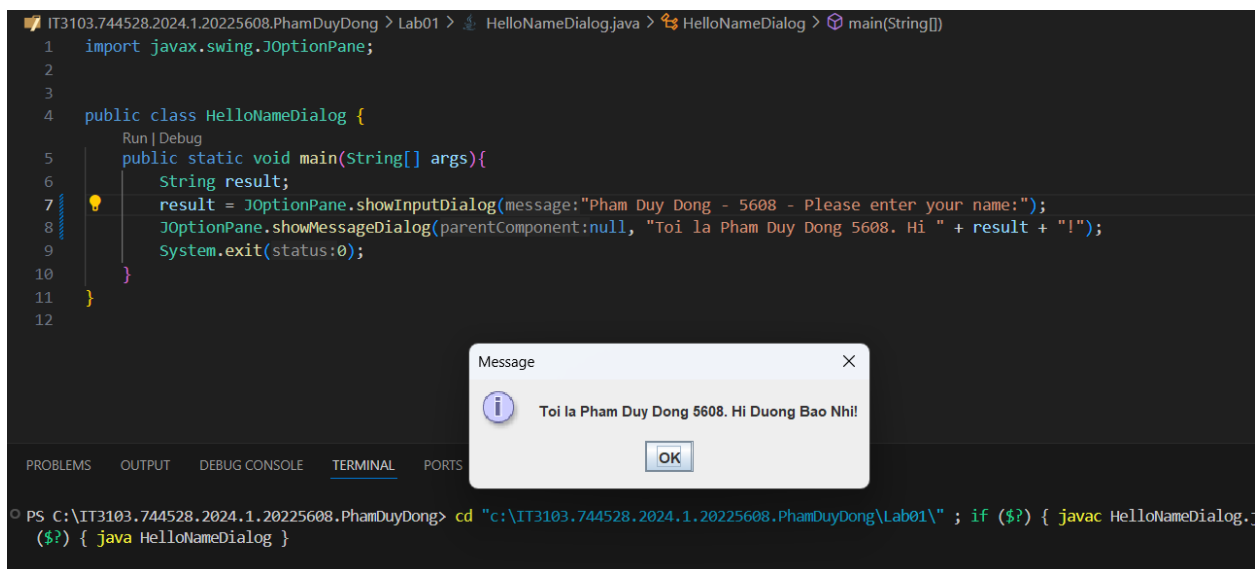 IT3103.744528.2024.1.20225608.PhamDuyDong > Lab01 > HelloNameDialog.java > HelloNameDialog > main(String[])
1 import javax.swing.JOptionPane;
2
3
4 public class HelloNameDialog {
Run | Debug
5 public static void main(String[] args){
6 String result;
7 result = JOptionPane.showInputDialog(message:"Pham Duy Dong - 5608 - Please enter your name:");
8 JOptionPane.showMessageDialog(parentComponent:null, "Toi la Pham Duy Dong 5608. Hi " + result + "!");
9 System.exit(status:0);
10 }
11 }
12
Message
Toi la Pham Duy Dong 5608. Hi Duong Bao Nhi!
OK
PROBLEMS OUTPUT DEBUG CONSOLE TERMINAL PORTS
PS C:\IT3103.744528.2024.1.20225608.PhamDuyDong> cd "c:\IT3103.744528.2024.1.20225608.PhamDuyDong\Lab01\" ; if ($?) { javac HelloNameDialog.j
($?) { java HelloNameDialog }